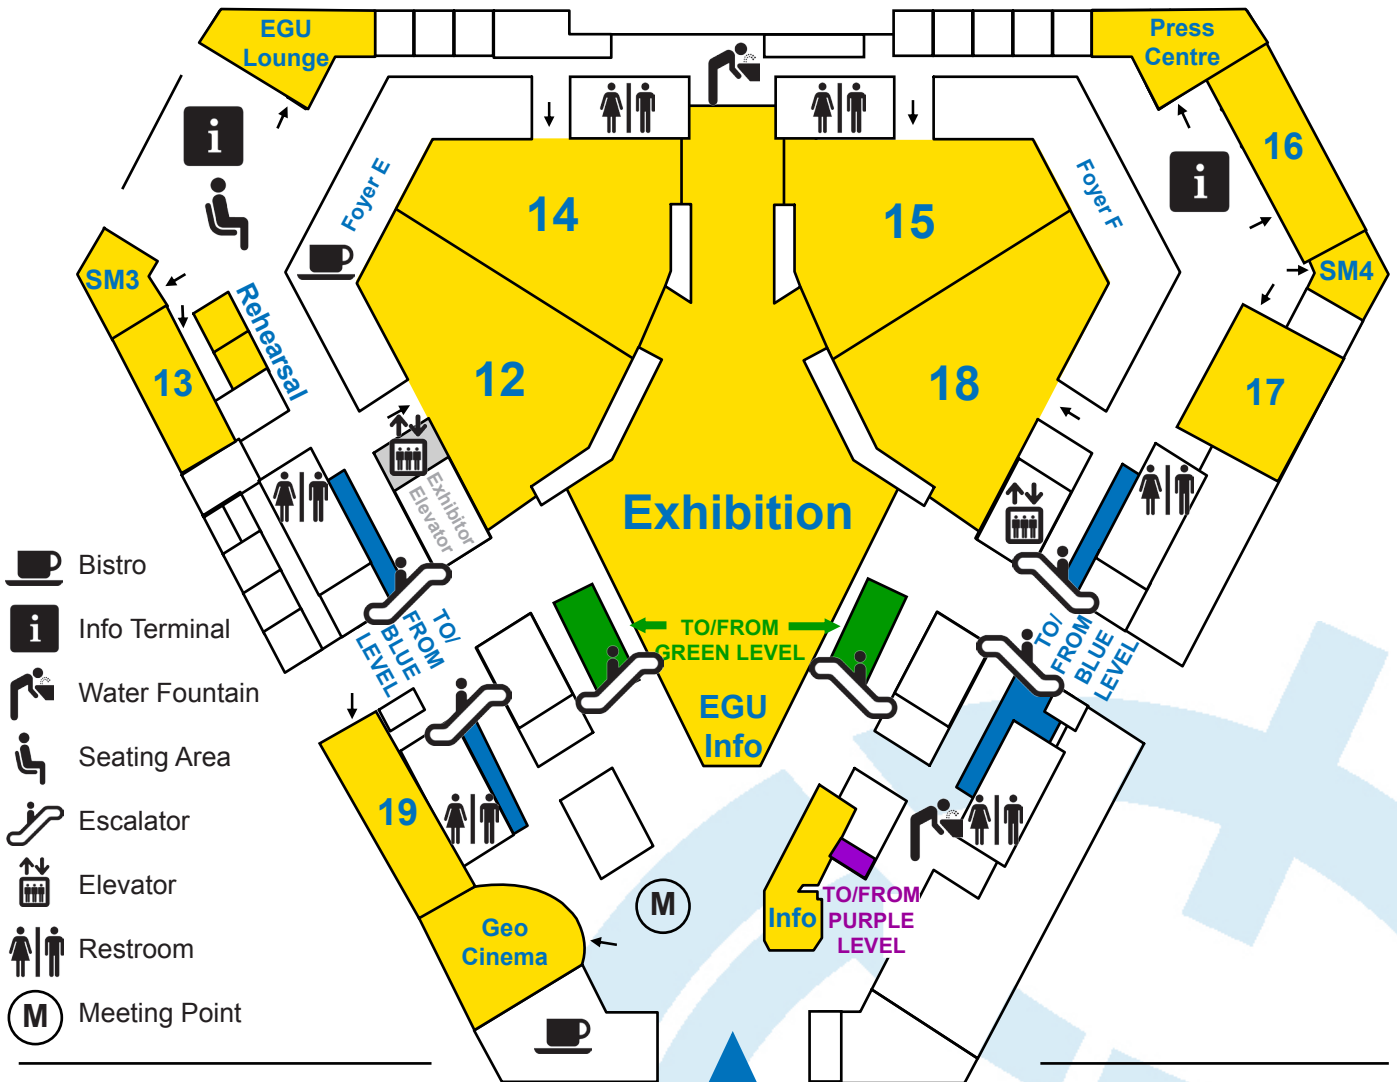 EGU
Lounge
Press
Centre
i
Foyer E
14
15
Foyer F
i
16
SM3
SM4
Rehearsal
13
12
18
17
Exhibitor
Elevator
Exhibition
Bistro
i
Info Terminal
Water Fountain
Seating Area
Escalator
Elevator
Restroom
M
Meeting Point
TO/
FROM
BLUE
LEVEL
TO/FROM
GREEN LEVEL
TO/
FROM
BLUE
LEVEL
EGU
Info
19
M
Info
TO/FROM
PURPLE
LEVEL
Geo
Cinema